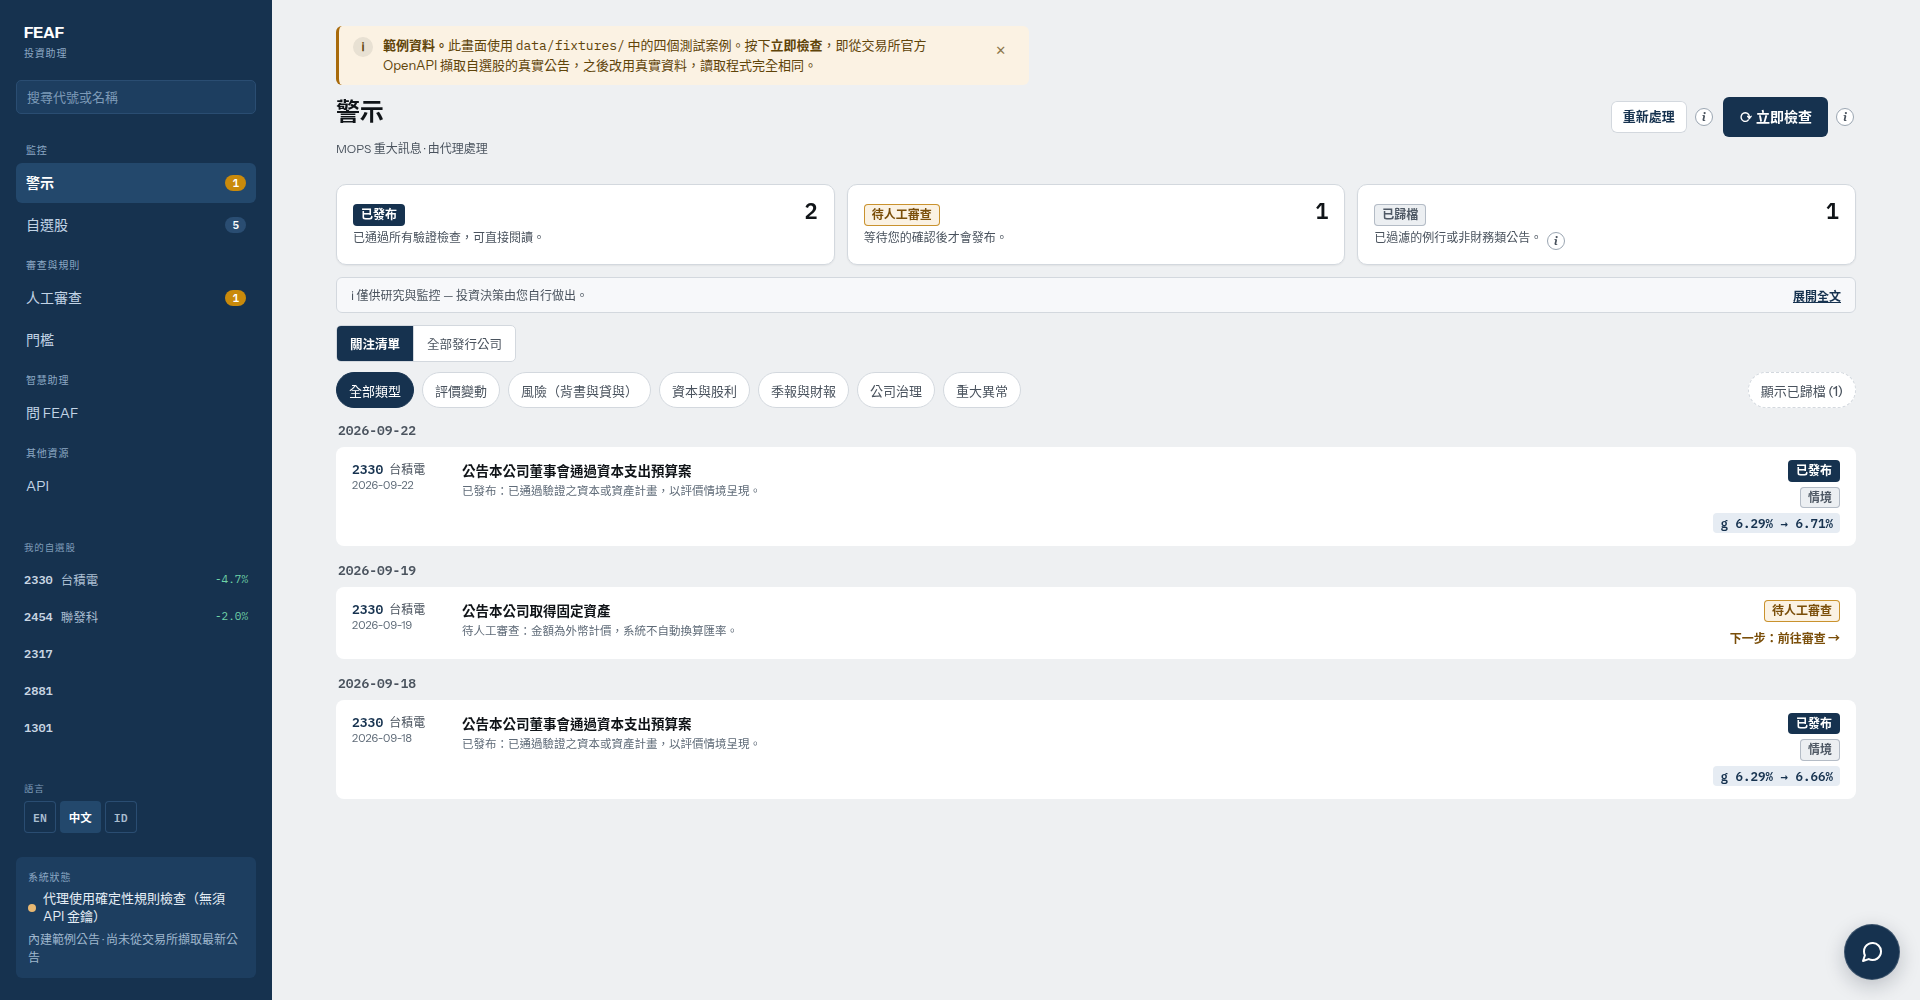 FEAF
投資助理
搜尋代號或名稱
監控
警示 1
自選股 5
審查與規則
人工審查 1
門檻
智慧助理
問 FEAF
其他資源
API
我的自選股
2330 台積電 -4.7%
2454 聯發科 -2.0%
2317
2881
1301
語言
EN 中文 ID
系統狀態
代理使用確定性規則檢查（無須
API 金鑰）
內建範例公告·尚未從交易所擷取最新公
告
i 範例資料。此畫面使用 data/fixtures/ 中的四個測試案例。按下立即檢查，即從交易所官方 ×
OpenAPI 擷取自選股的真實公告，之後改用真實資料，讀取程式完全相同。
警示
MOPS 重大訊息·由代理處理
重新處理 i ⟳ 立即檢查 i
已發布 2
已通過所有驗證檢查，可直接閱讀。
待人工審查 1
等待您的確認後才會發布。
已歸檔 1
已過濾的例行或非財務類公告。 i
i 僅供研究與監控 — 投資決策由您自行做出。 展開全文
關注清單 全部發行公司
全部類型 評價變動 風險（背書與貸與） 資本與股利 季報與財報 公司治理 重大異常 顯示已歸檔 (1)
2026-09-22
2330 台積電 公告本公司董事會通過資本支出預算案 已發布
2026-09-22 已發布：已通過驗證之資本或資產計畫，以評價情境呈現。
情境
g 6.29% → 6.71%
2026-09-19
2330 台積電 公告本公司取得固定資產 待人工審查
2026-09-19 待人工審查：金額為外幣計價，系統不自動換算匯率。
下一步：前往審查 →
2026-09-18
2330 台積電 公告本公司董事會通過資本支出預算案 已發布
2026-09-18 已發布：已通過驗證之資本或資產計畫，以評價情境呈現。
情境
g 6.29% → 6.66%